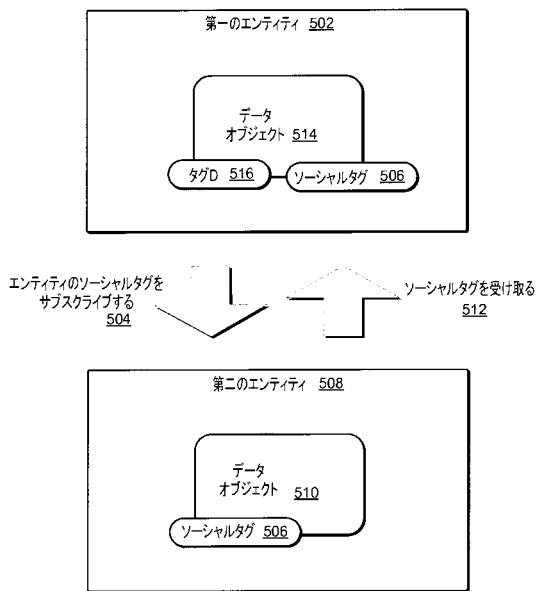 第一のエンティティ 502
データ
オブジェクト 514
タグD 516
ソーシャルタグ 506
エンティティのソーシャルタグを
サブスクライブする
504
ソーシャルタグを受け取る
512
第二のエンティティ 508
データ
オブジェクト 510
ソーシャルタグ 506